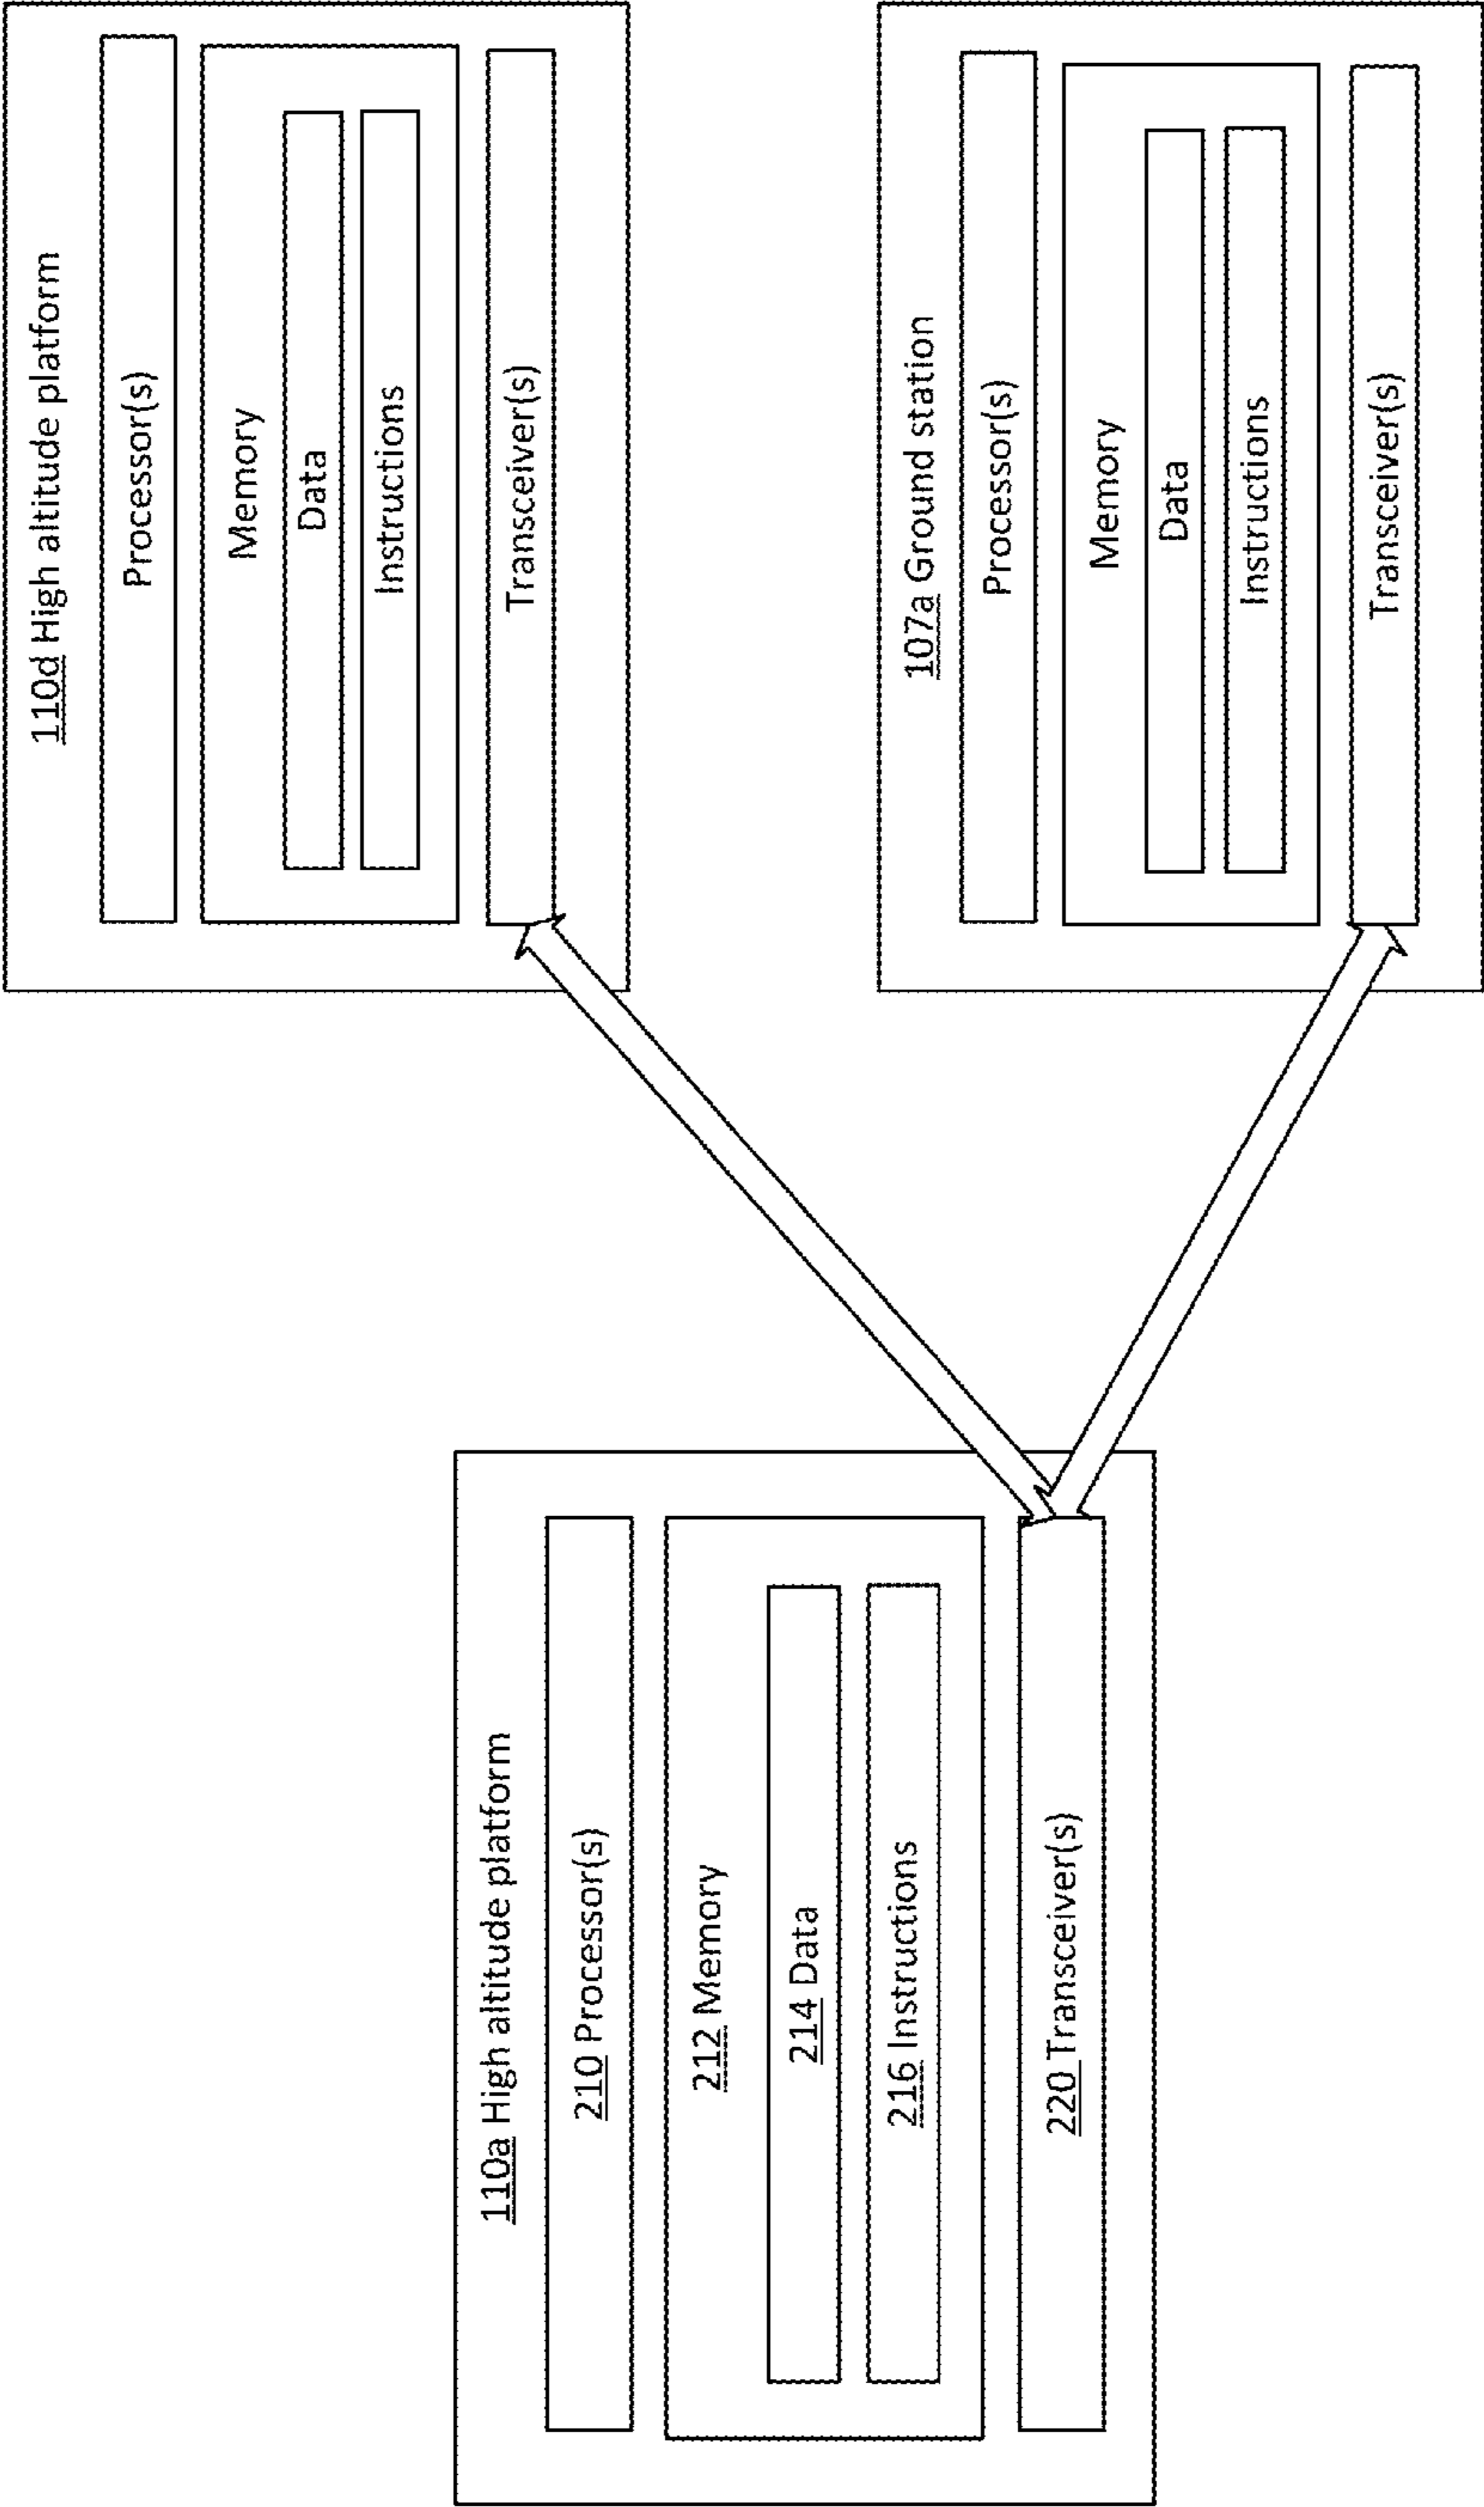 110a High altitude platform
210 Processor(s)
212 Memory
214 Data
216 Instructions
220 Transceiver(s)
110d High altitude platform
Processor(s)
Memory
Data
Instructions
Transceiver(s)
107a Ground station
Processor(s)
Memory
Data
Instructions
Transceiver(s)